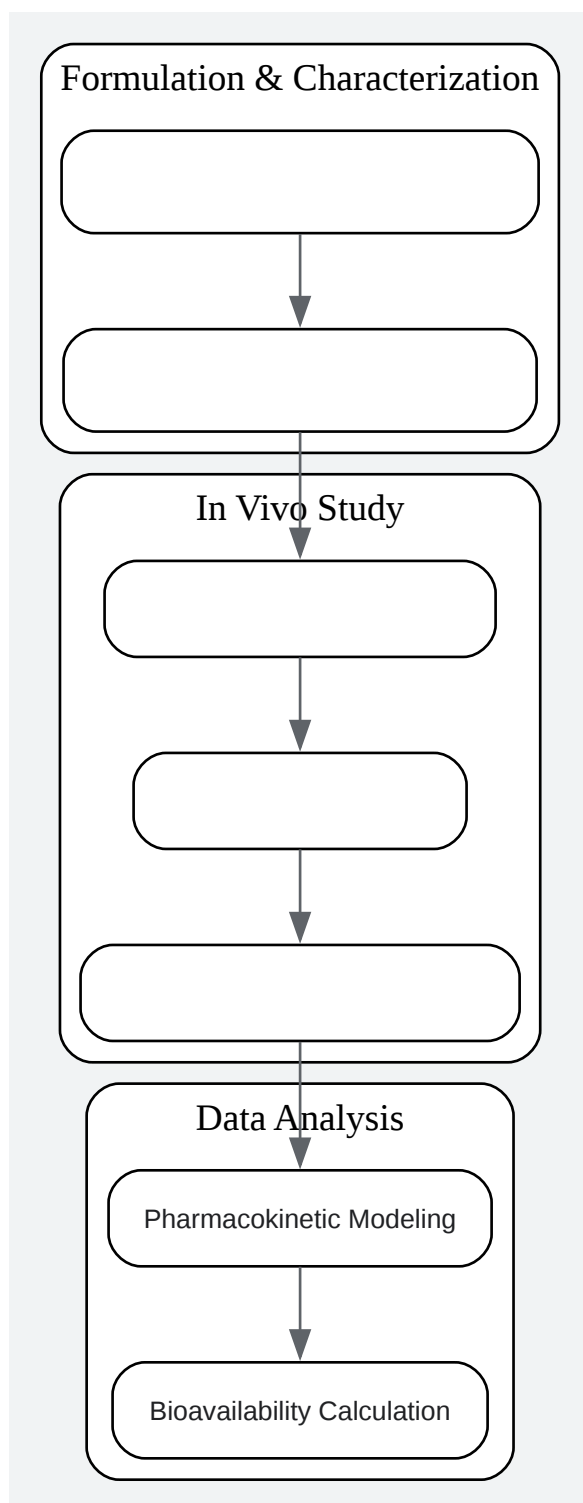 Formulation & Characterization
In Vivo Study
Data Analysis
Pharmacokinetic Modeling
Bioavailability Calculation